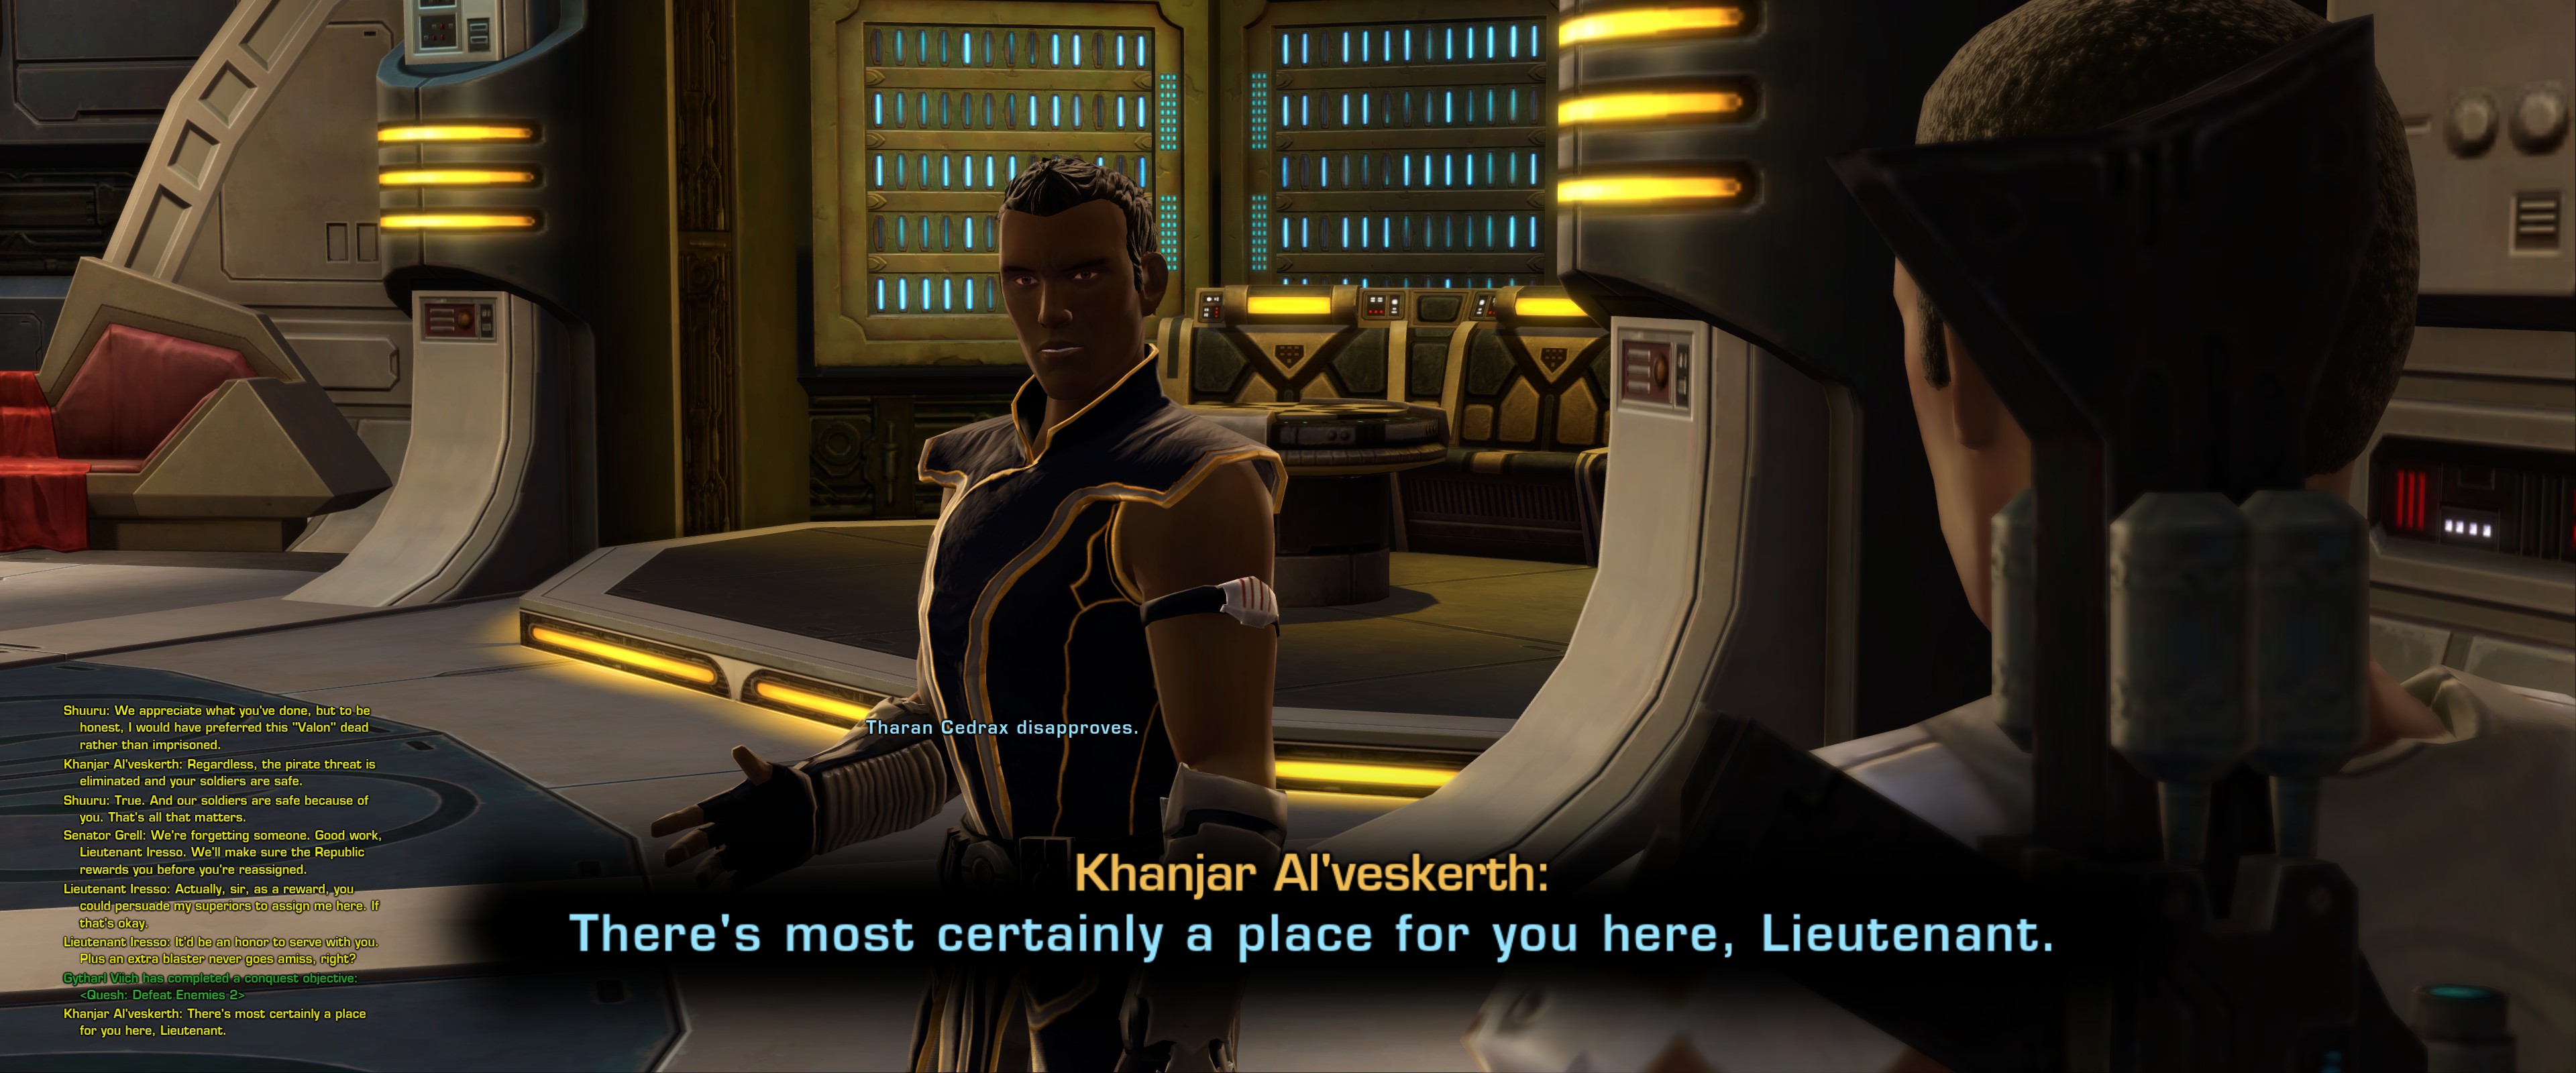 Shuuru: We appreciate what you've done, but to be
honest, I would have preferred this "Valon" dead
rather than imprisoned.
Khanjar Al'veskerth: Regardless, the pirate threat is
eliminated and your soldiers are safe.
Shuuru: True. And our soldiers are safe because of
you. That's all that matters.
Senator Grell: We're forgetting someone. Good work,
Lieutenant Iresso. We'll make sure the Republic
rewards you before you're reassigned.
Lieutenant Iresso: Actually, sir, as a reward, you
could persuade my superiors to assign me here. If
that's okay.
Lieutenant Iresso: It'd be an honor to serve with you.
Plus an extra blaster never goes amiss, right?
Gytharl Viich has completed a conquest objective:
<Quesh: Defeat Enemies 2>
Khanjar Al'veskerth: There's most certainly a place
for you here, Lieutenant.
Tharan Cedrax disapproves.
Khanjar Al'veskerth:
There's most certainly a place for you here, Lieutenant.